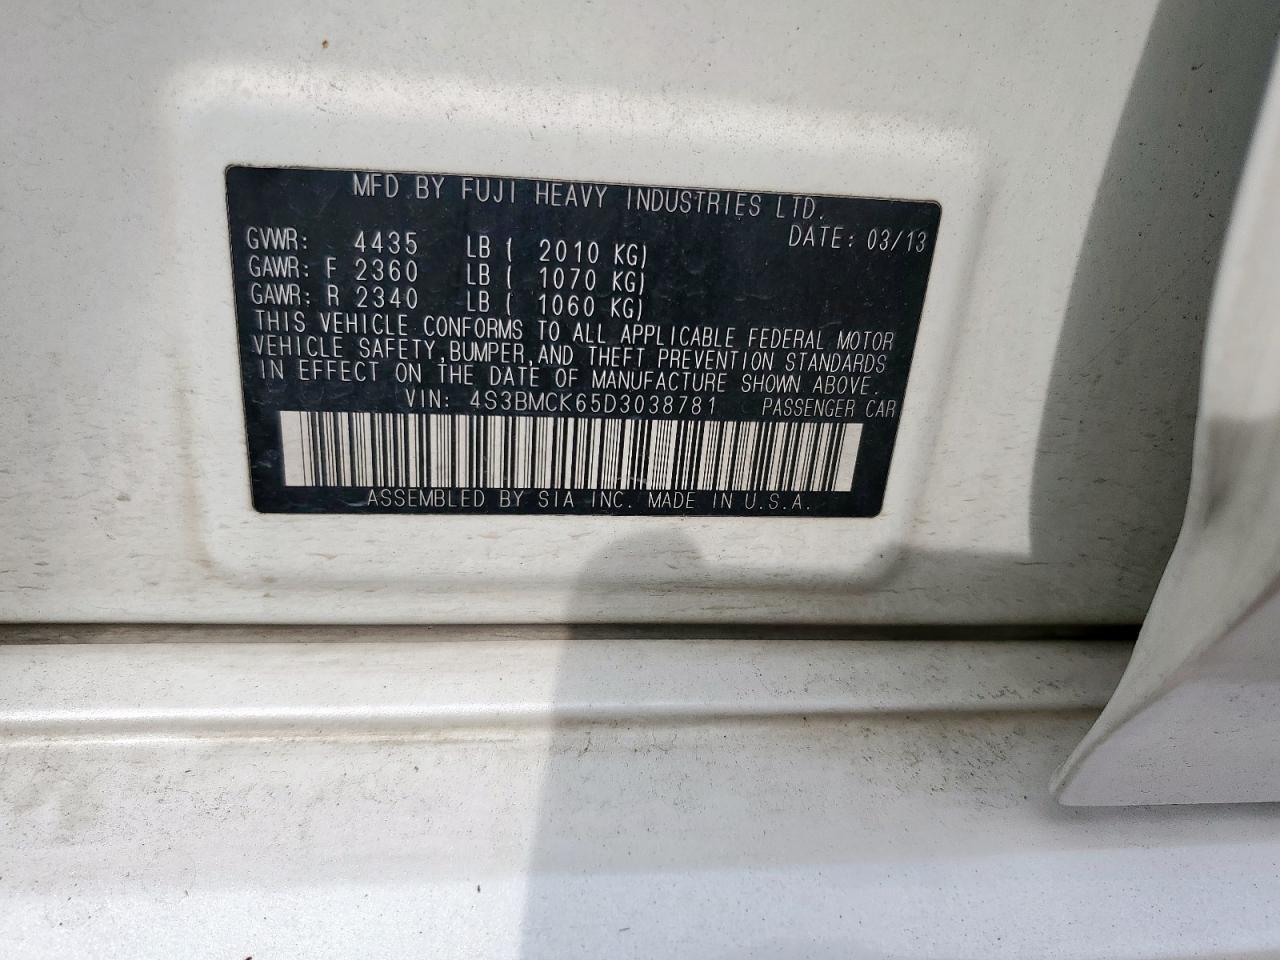 MFD BY FUJI HEAVY INDUSTRIES LTD.
DATE: 03/13
GVWR: 4435 LB ( 2010 KG)
GAWR: F 2360 LB ( 1070 KG)
GAWR: R 2340 LB ( 1060 KG)
THIS VEHICLE CONFORMS TO ALL APPLICABLE FEDERAL MOTOR
VEHICLE SAFETY,BUMPER,AND THEFT PREVENTION STANDARDS
IN EFFECT ON THE DATE OF MANUFACTURE SHOWN ABOVE.
VIN: 4S3BMCK65D3038781 PASSENGER CAR
ASSEMBLED BY SIA INC. MADE IN U.S.A.